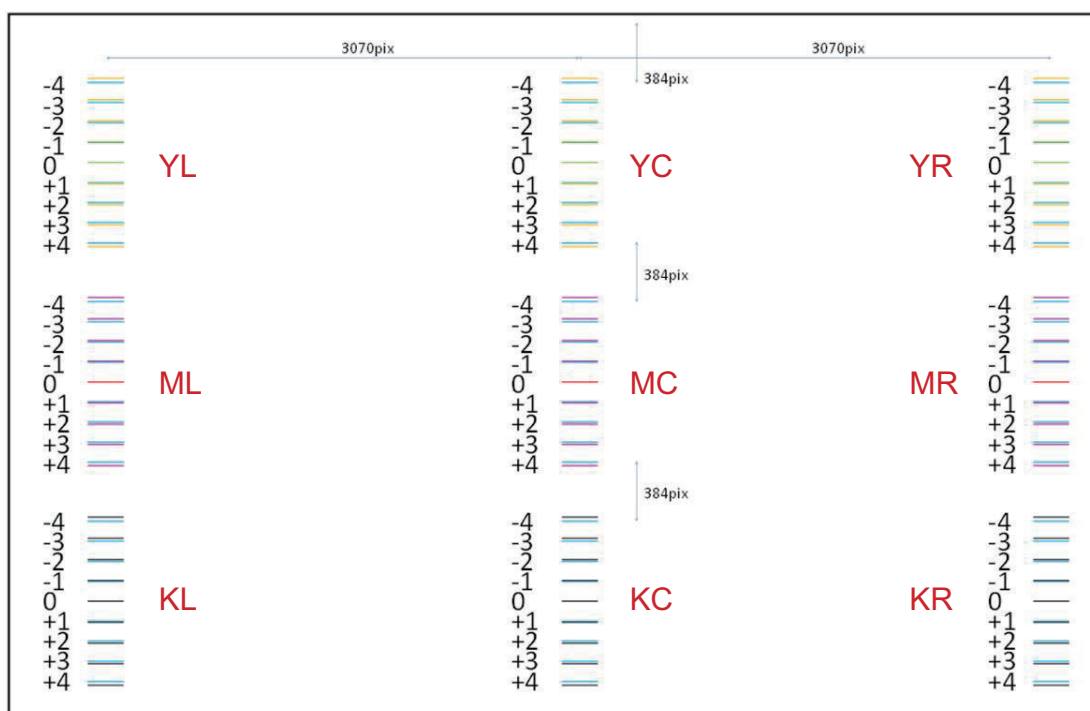 3070pix 3070pix
384pix
-4 -4 -4
-3 -3 -3
-2 -2 -2
-1 -1 -1
0 YL 0 YC YR 0
+1 +1 +1
+2 +2 +2
+3 +3 +3
+4 +4 +4
384pix
-4 -4 -4
-3 -3 -3
-2 -2 -2
-1 -1 -1
0 ML 0 MC MR 0
+1 +1 +1
+2 +2 +2
+3 +3 +3
+4 +4 +4
384pix
-4 -4 -4
-3 -3 -3
-2 -2 -2
-1 -1 -1
0 KL 0 KC KR 0
+1 +1 +1
+2 +2 +2
+3 +3 +3
+4 +4 +4